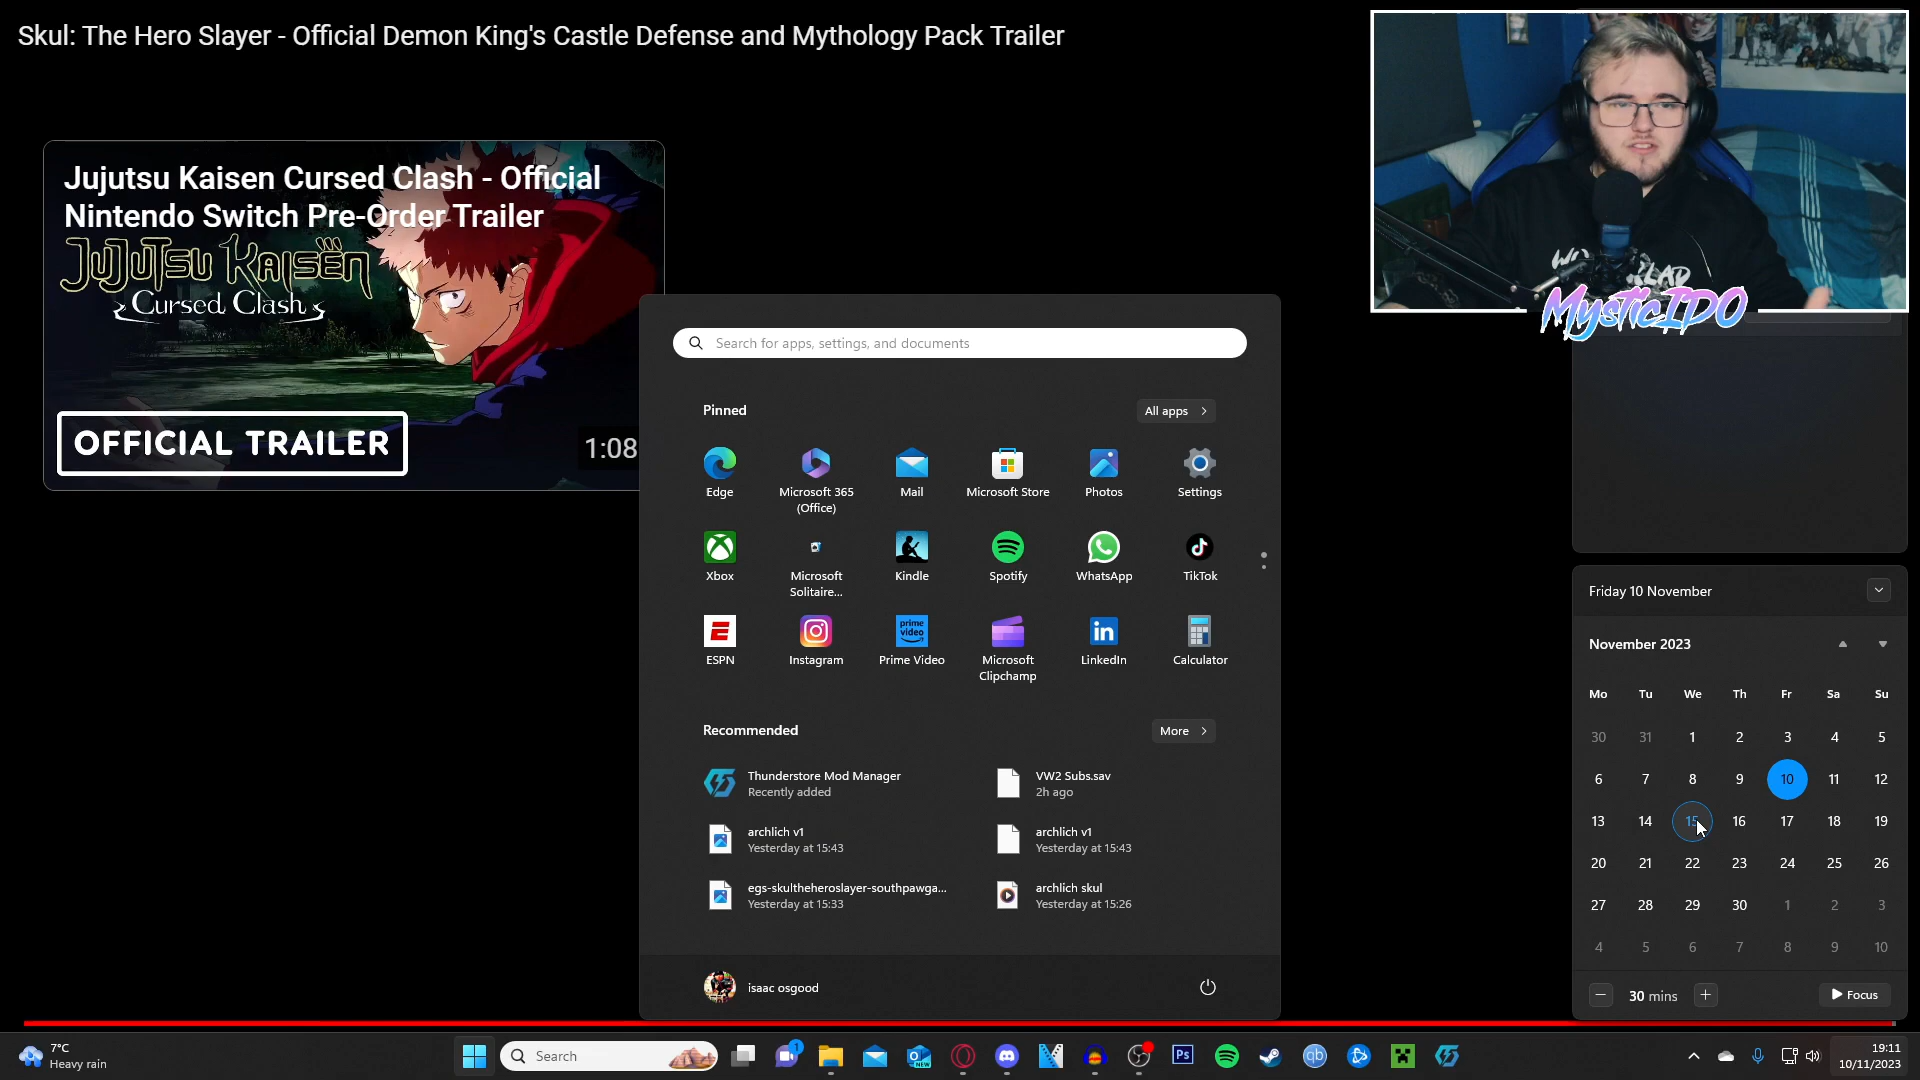 Skul: The Hero Slayer - Official Demon King's Castle Defense and Mythology Pack Trailer
Jujutsu Kaisen Cursed Clash - Official
Nintendo Switch Pre-Order Trailer
JUJUTSU KAISEN
Cursed Clash
OFFICIAL TRAILER
1:08
MysticIDO
Search for apps, settings, and documents
Pinned
All apps
Edge
Microsoft 365
(Office)
Mail
Microsoft Store
Photos
Settings
Xbox
Microsoft
Solitaire...
Kindle
Spotify
WhatsApp
TikTok
prime
video
ESPN
Instagram
Prime Video
Microsoft
Clipchamp
LinkedIn
Calculator
Recommended
More
Thunderstore Mod Manager
Recently added
VW2 Subs.sav
2h ago
archlich v1
Yesterday at 15:43
archlich v1
Yesterday at 15:43
egs-skultheheroslayer-southpawga...
Yesterday at 15:33
archlich skul
Yesterday at 15:26
isaac osgood
Friday 10 November
November 2023
Mo Tu We Th Fr Sa Su
30 31 1 2 3 4 5
6 7 8 9 10 11 12
13 14 15 16 17 18 19
20 21 22 23 24 25 26
27 28 29 30 1 2 3
4 5 6 7 8 9 10
30 mins
Focus
7°C
Heavy rain
Search
1
NEW
Ps
qb
19:11
10/11/2023